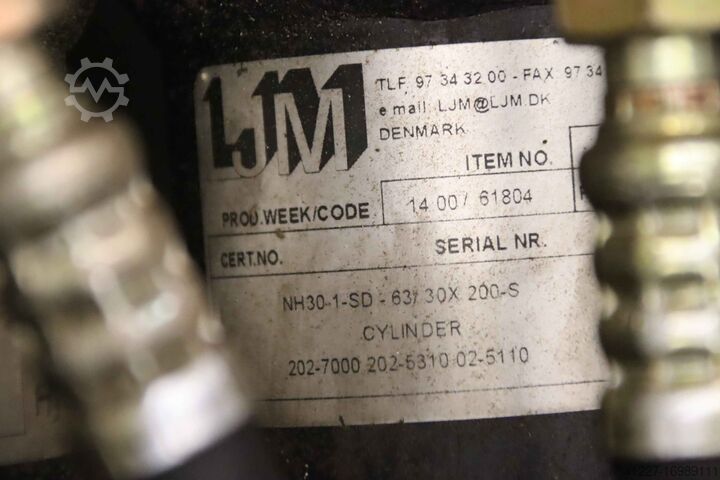 LJM
TLF. 97 34 32 00 - FAX 97 34
e mail: LJM@LJM.DK
DENMARK
ITEM NO.
PROD.WEEK/CODE 14 00 / 61804
CERT.NO. SERIAL NR.
NH30-1-SD - 63/ 30X 200-S
CYLINDER
202-7000 202-5310 02-5110
1227-16989111